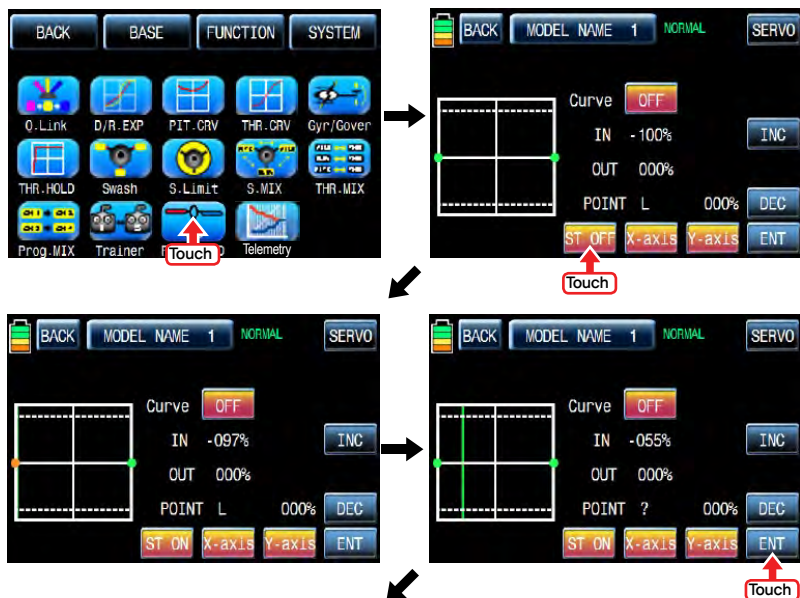 BACK BASE FUNCTION SYSTEM
Q.Link D/R.EXP PIT.CRV THR.CRV Gyr/Gover
THR.HOLD Swash S.Limit S.MIX THR.MIX
Prog.MIX Trainer Telemetry
Touch
BACK MODEL NAME 1 NORMAL SERVO
Curve OFF
IN -100% INC
OUT 000%
POINT L 000% DEC
ST OFF X-axis Y-axis ENT
Touch
BACK MODEL NAME 1 NORMAL SERVO
Curve OFF
IN -097% INC
OUT 000%
POINT L 000% DEC
ST ON X-axis Y-axis ENT
BACK MODEL NAME 1 NORMAL SERVO
Curve OFF
IN -055% INC
OUT 000%
POINT ? 000% DEC
ST ON X-axis Y-axis ENT
Touch